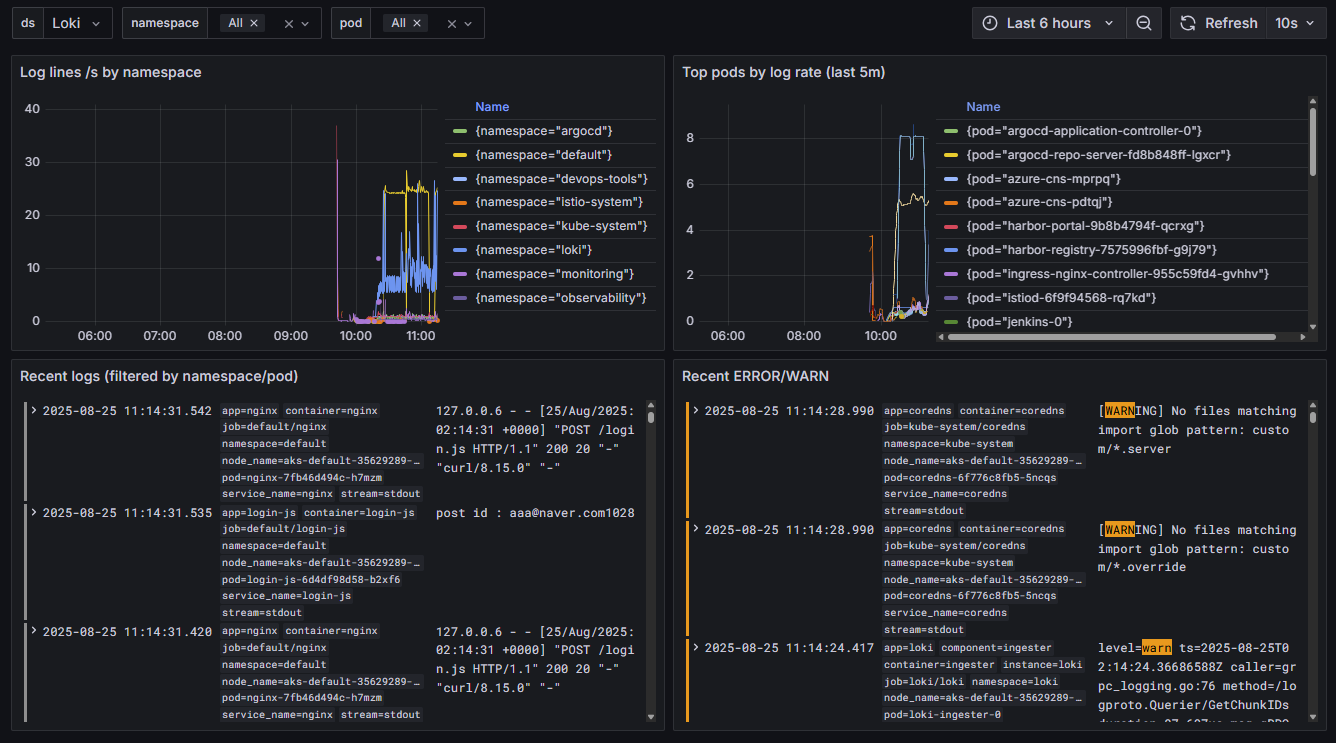 ds Loki namespace All × × pod All × × Last 6 hours Refresh 10s
Log lines /s by namespace
40
30
20
10
0
06:00 07:00 08:00 09:00 10:00 11:00
Name
{namespace="argocd"}
{namespace="default"}
{namespace="devops-tools"}
{namespace="istio-system"}
{namespace="kube-system"}
{namespace="loki"}
{namespace="monitoring"}
{namespace="observability"}
Top pods by log rate (last 5m)
8
6
4
2
0
06:00 08:00 10:00
Name
{pod="argocd-application-controller-0"}
{pod="argocd-repo-server-fd8b848ff-lgxcr"}
{pod="azure-cns-mprpq"}
{pod="azure-cns-pdtqj"}
{pod="harbor-portal-9b8b4794f-qcrxg"}
{pod="harbor-registry-7575996fbf-g9j79"}
{pod="ingress-nginx-controller-955c59fd4-gvhhv"}
{pod="istiod-6f9f94568-rq7kd"}
{pod="jenkins-0"}
Recent logs (filtered by namespace/pod)
2025-08-25 11:14:31.542
app=nginx container=nginx
job=default/nginx
namespace=default
node_name=aks-default-35629289-…
pod=nginx-7fb46d494c-h7mzm
service_name=nginx stream=stdout
127.0.0.6 - - [25/Aug/2025:
02:14:31 +0000] "POST /logi
n.js HTTP/1.1" 200 20 "-"
"curl/8.15.0" "-"
2025-08-25 11:14:31.535
app=login-js container=login-js
job=default/login-js
namespace=default
node_name=aks-default-35629289-…
pod=login-js-6d4df98d58-b2xf6
service_name=login-js
stream=stdout
post id : aaa@naver.com1028
2025-08-25 11:14:31.420
app=nginx container=nginx
job=default/nginx
namespace=default
node_name=aks-default-35629289-…
pod=nginx-7fb46d494c-h7mzm
service_name=nginx stream=stdout
127.0.0.6 - - [25/Aug/2025:
02:14:31 +0000] "POST /logi
n.js HTTP/1.1" 200 20 "-"
"curl/8.15.0" "-"
Recent ERROR/WARN
2025-08-25 11:14:28.990
app=coredns container=coredns
job=kube-system/coredns
namespace=kube-system
node_name=aks-default-35629289-…
pod=coredns-6f776c8fb5-5ncqs
service_name=coredns
stream=stdout
[WARNING] No files matching
import glob pattern: custo
m/*.server
2025-08-25 11:14:28.990
app=coredns container=coredns
job=kube-system/coredns
namespace=kube-system
node_name=aks-default-35629289-…
pod=coredns-6f776c8fb5-5ncqs
service_name=coredns
stream=stdout
[WARNING] No files matching
import glob pattern: custo
m/*.override
2025-08-25 11:14:24.417
app=loki component=ingester
container=ingester instance=loki
job=loki/loki namespace=loki
node_name=aks-default-35629289-…
pod=loki-ingester-0
level=warn ts=2025-08-25T0
2:14:24.36686588Z caller=gr
pc_logging.go:76 method=/lo
gproto.Querier/GetChunkIDs